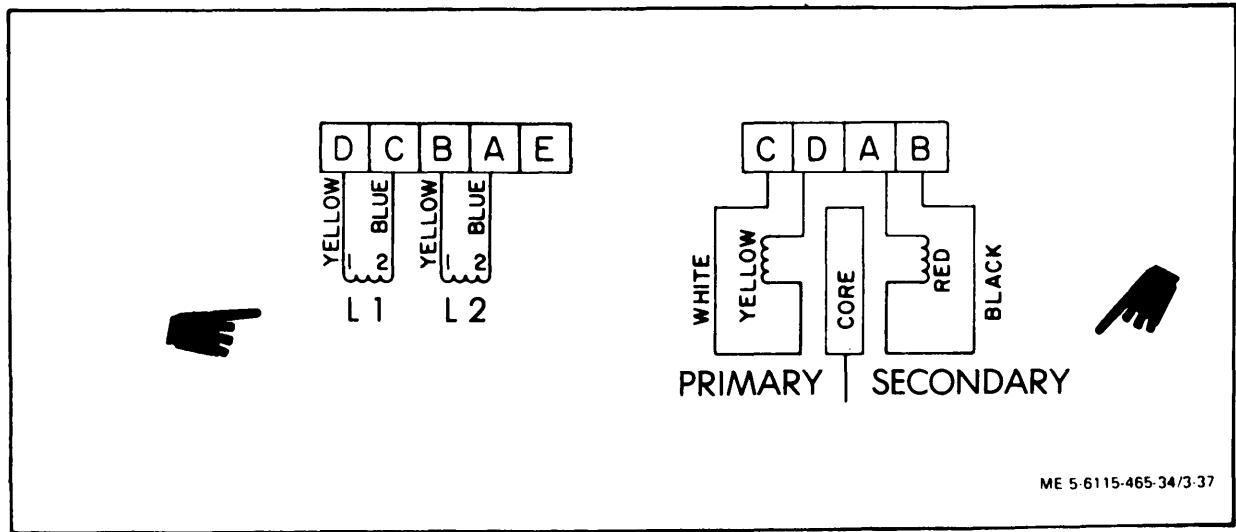 D C B A E
YELLOW BLUE YELLOW BLUE
1 2 1 2
L1 L2
C D A B
WHITE YELLOW CORE RED BLACK
PRIMARY SECONDARY
ME 5-6115-465-34/3-37